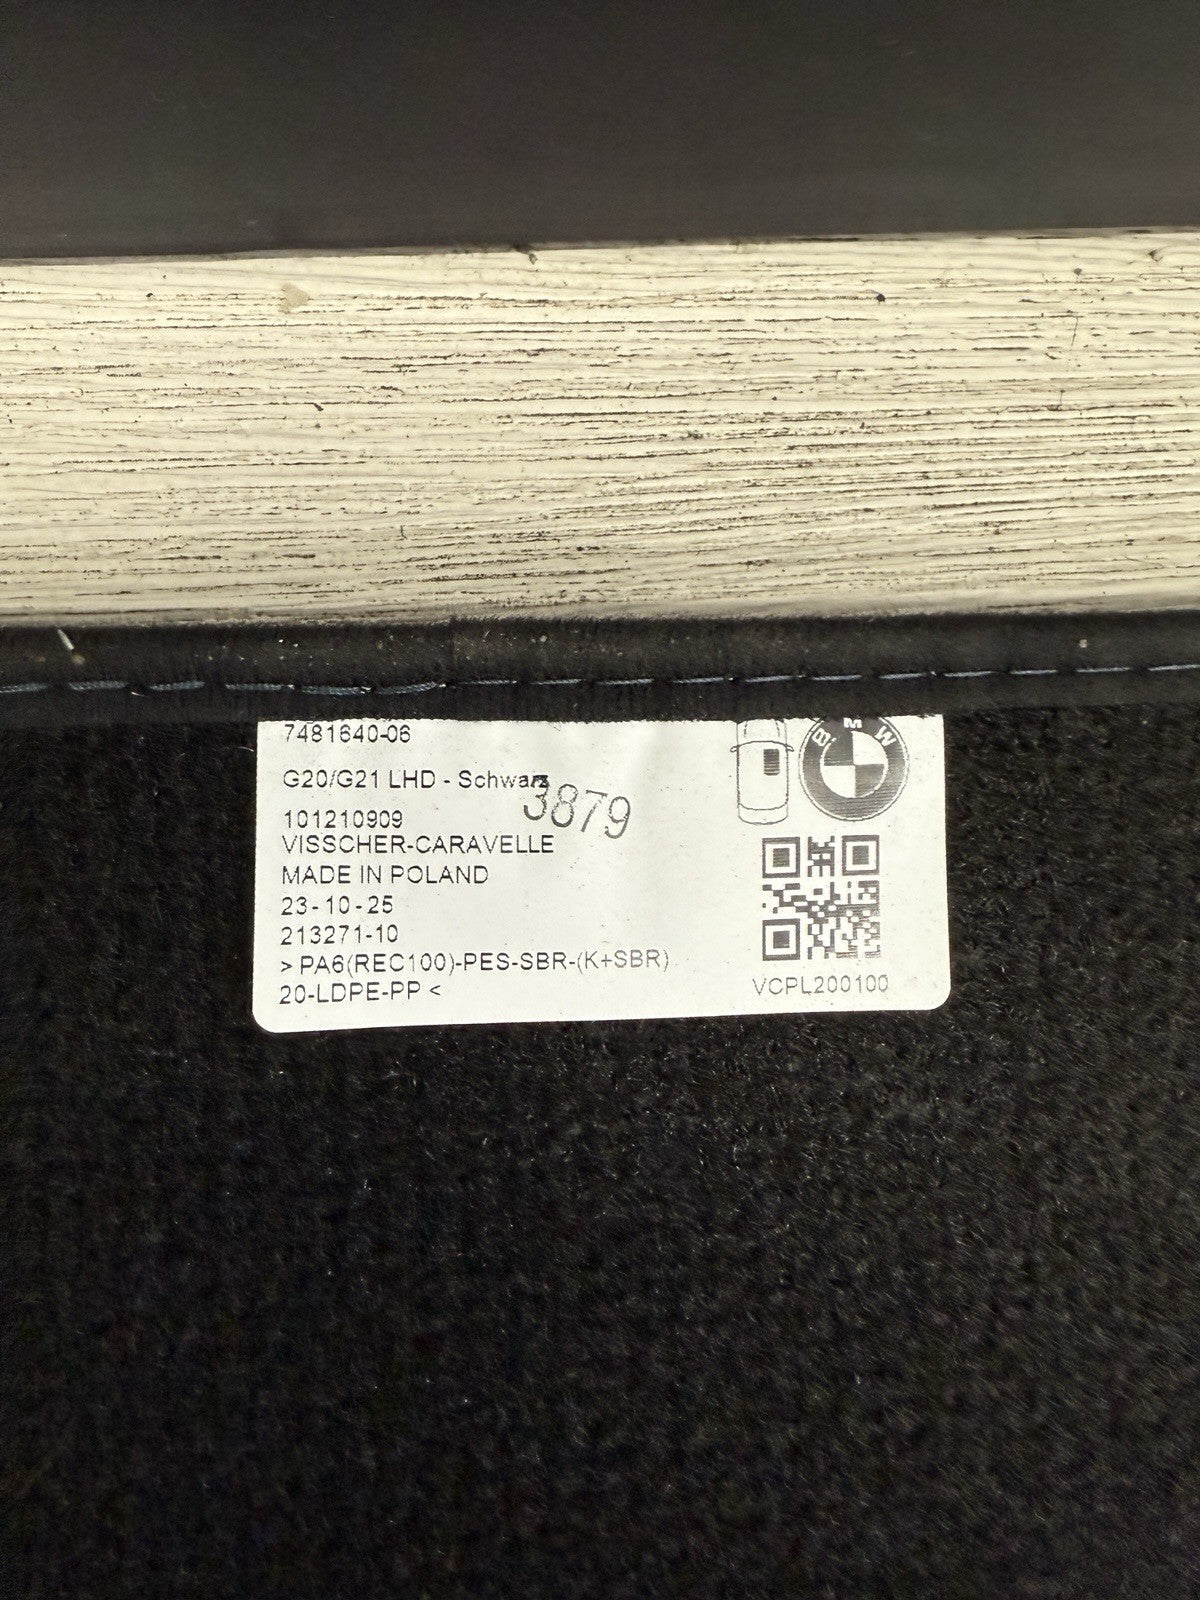 7481640-06
G20/G21 LHD - Schwarz
3879
101210909
VISSCHER-CARAVELLE
MADE IN POLAND
23-10-25
213271-10
> PA6(REC100)-PES-SBR-(K+SBR)
20-LDPE-PP <
BMW
VCPL200100